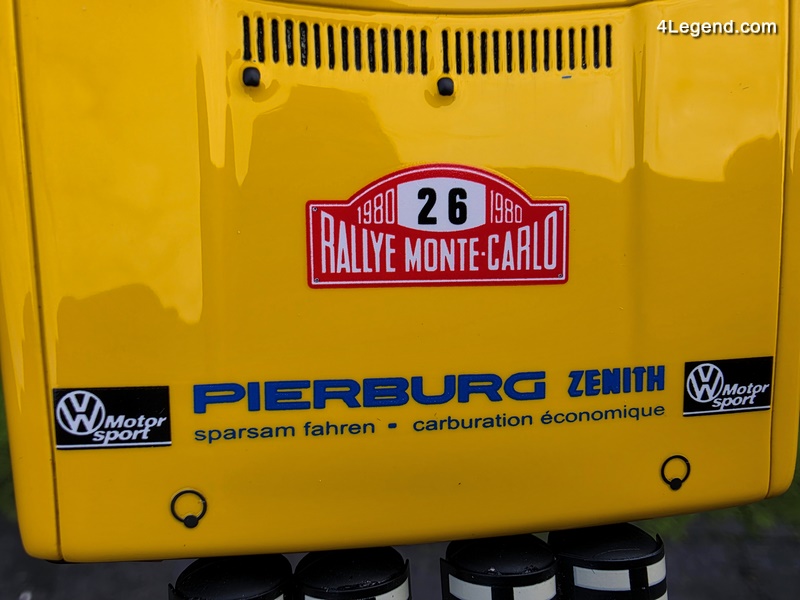 4Legend.com
1980 26 1980
RALLYE MONTE-CARLO
PIERBURG ZENITH
sparsam fahren ▪ carburation économique
VW Motor
sport
VW Motor
sport